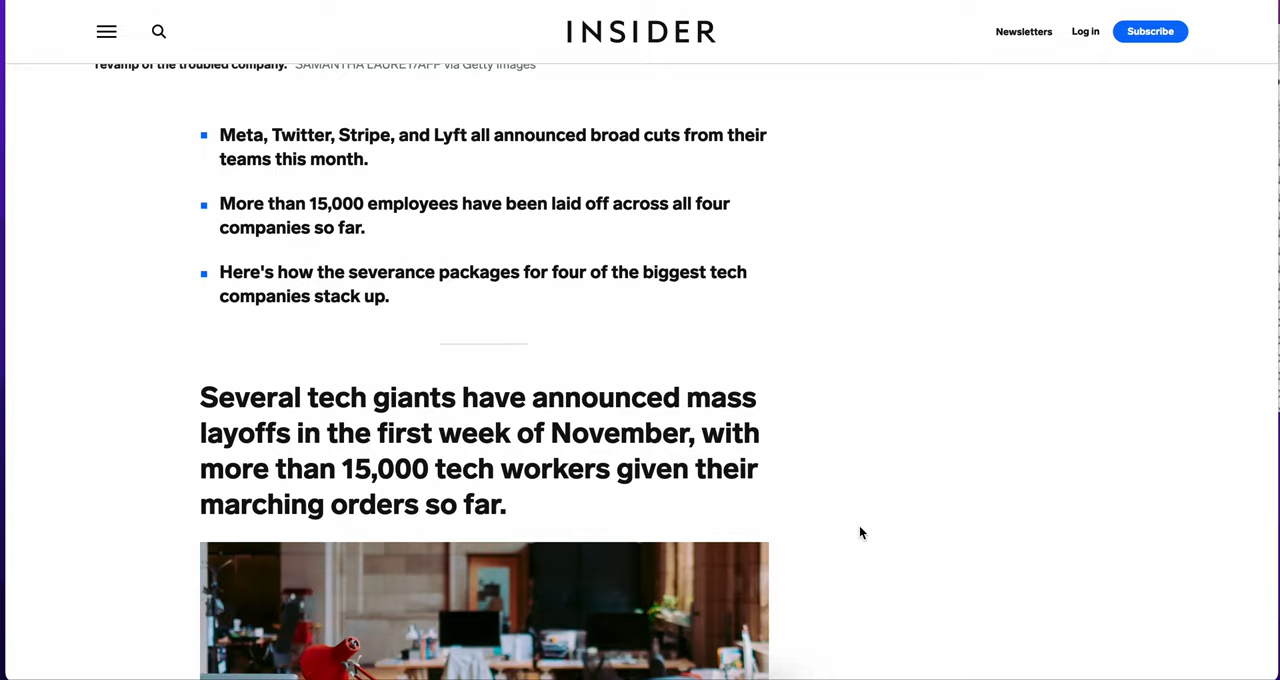 INSIDER
Newsletters
Log in
Subscribe
revamp of the troubled company. SAMANTHA LAUREY/AFP via Getty Images
Meta, Twitter, Stripe, and Lyft all announced broad cuts from their
teams this month.
More than 15,000 employees have been laid off across all four
companies so far.
Here's how the severance packages for four of the biggest tech
companies stack up.
Several tech giants have announced mass
layoffs in the first week of November, with
more than 15,000 tech workers given their
marching orders so far.